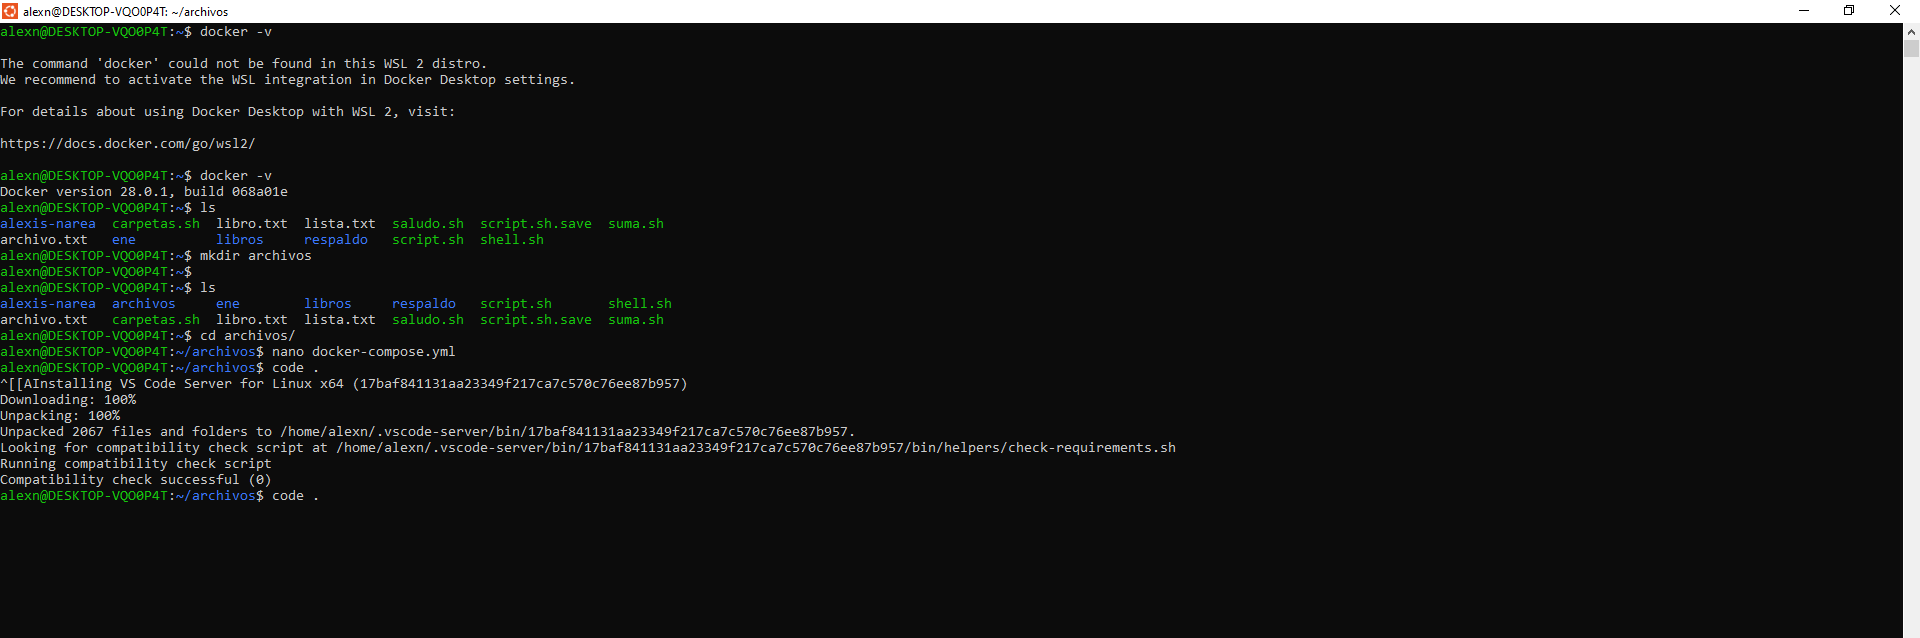 alexn@DESKTOP-VQO0P4T: ~/archivos
alexn@DESKTOP-VQO0P4T:~$ docker -v
The command 'docker' could not be found in this WSL 2 distro.
We recommend to activate the WSL integration in Docker Desktop settings.
For details about using Docker Desktop with WSL 2, visit:
https://docs.docker.com/go/wsl2/
alexn@DESKTOP-VQO0P4T:~$ docker -v
Docker version 28.0.1, build 068a01e
alexn@DESKTOP-VQO0P4T:~$ ls
alexis-narea  carpetas.sh  libro.txt  lista.txt  saludo.sh  script.sh.save  suma.sh
archivo.txt   ene          libros     respaldo   script.sh  shell.sh
alexn@DESKTOP-VQO0P4T:~$ mkdir archivos
alexn@DESKTOP-VQO0P4T:~$
alexn@DESKTOP-VQO0P4T:~$ ls
alexis-narea  archivos     ene        libros     respaldo   script.sh       shell.sh
archivo.txt   carpetas.sh  libro.txt  lista.txt  saludo.sh  script.sh.save  suma.sh
alexn@DESKTOP-VQO0P4T:~$ cd archivos/
alexn@DESKTOP-VQO0P4T:~/archivos$ nano docker-compose.yml
alexn@DESKTOP-VQO0P4T:~/archivos$ code .
^[[AInstalling VS Code Server for Linux x64 (17baf841131aa23349f217ca7c570c76ee87b957)
Downloading: 100%
Unpacking: 100%
Unpacked 2067 files and folders to /home/alexn/.vscode-server/bin/17baf841131aa23349f217ca7c570c76ee87b957.
Looking for compatibility check script at /home/alexn/.vscode-server/bin/17baf841131aa23349f217ca7c570c76ee87b957/bin/helpers/check-requirements.sh
Running compatibility check script
Compatibility check successful (0)
alexn@DESKTOP-VQO0P4T:~/archivos$ code .